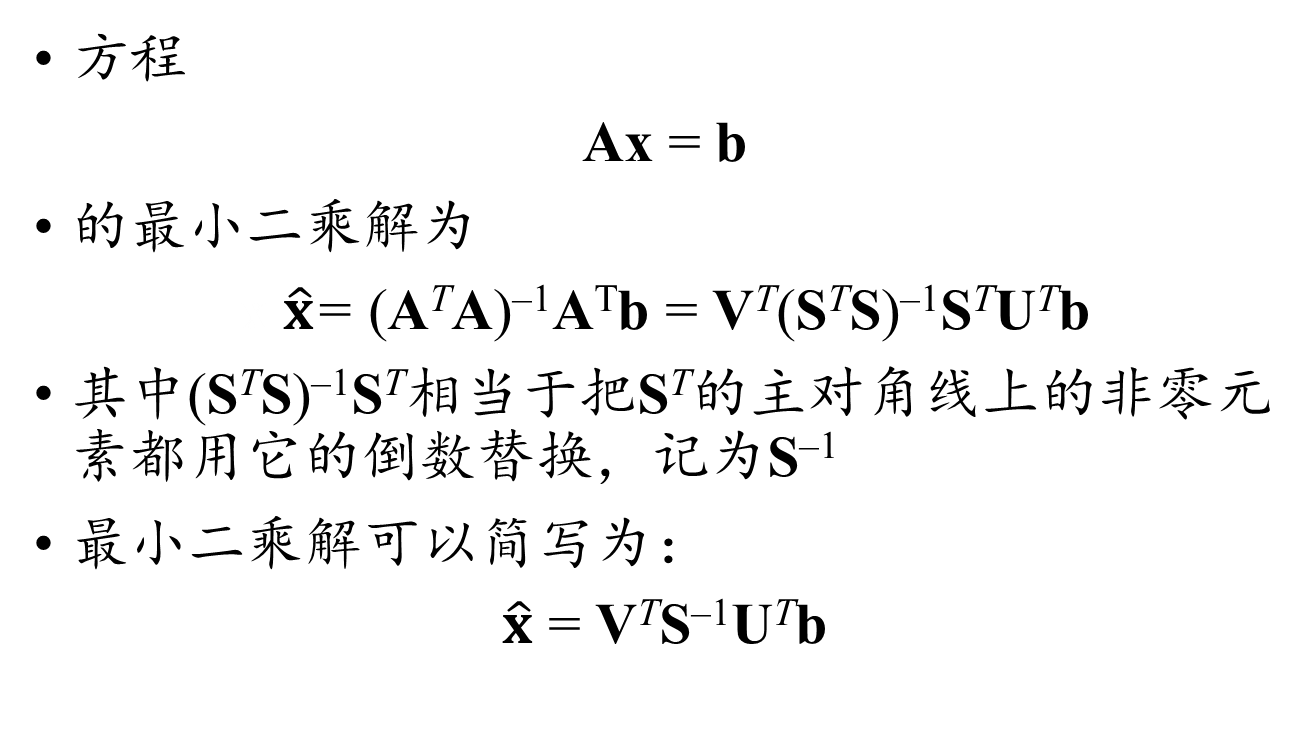 • 方程
Ax = b
• 的最小二乘解为
x̂ = (AᵀA)⁻¹Aᵀb = Vᵀ(SᵀS)⁻¹SᵀUᵀb
• 其中(SᵀS)⁻¹Sᵀ相当于把Sᵀ的主对角线上的非零元
素都用它的倒数替换，记为S⁻¹
• 最小二乘解可以简写为：
x̂ = VᵀS⁻¹Uᵀb